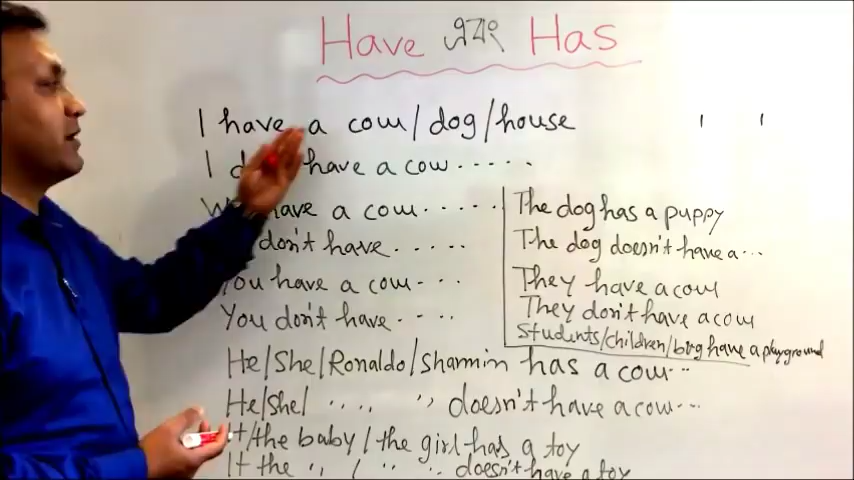 Have এবং Has
I have a cow/dog/house
I have a cow.....
have a cow.....
don't have.....
You have a cow...
You don't have....
The dog has a puppy
The dog doesn't have a...
They have a cow
They don't have a cow
Students/children/ have a playground
He/She/Ronaldo/Sharmin has a cow...
He/She/ .... ,, doesn't have a cow...
It/the baby/the girl has a toy
It the ,, / ,, .. doesn't have a toy